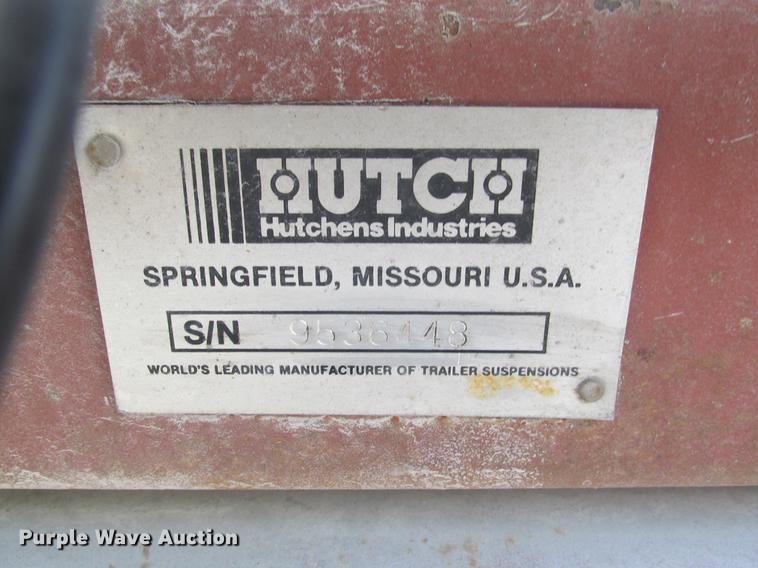 HUTCH
Hutchens Industries
SPRINGFIELD, MISSOURI U.S.A.
S/N 9536448
WORLD'S LEADING MANUFACTURER OF TRAILER SUSPENSIONS
Purple Wave Auction